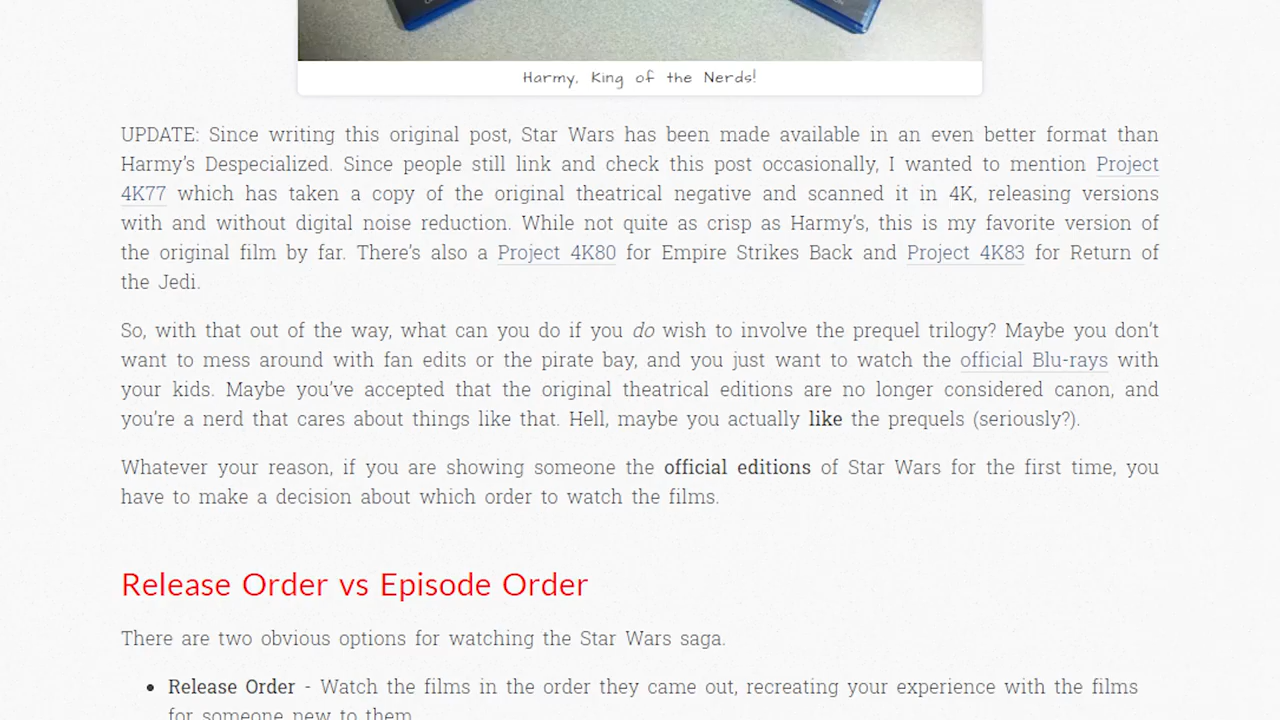 Harmy, King of the Nerds!
UPDATE: Since writing this original post, Star Wars has been made available in an even better format than
Harmy's Despecialized. Since people still link and check this post occasionally, I wanted to mention Project
4K77 which has taken a copy of the original theatrical negative and scanned it in 4K, releasing versions
with and without digital noise reduction. While not quite as crisp as Harmy's, this is my favorite version of
the original film by far. There's also a Project 4K80 for Empire Strikes Back and Project 4K83 for Return of
the Jedi.
So, with that out of the way, what can you do if you do wish to involve the prequel trilogy? Maybe you don't
want to mess around with fan edits or the pirate bay, and you just want to watch the official Blu-rays with
your kids. Maybe you've accepted that the original theatrical editions are no longer considered canon, and
you're a nerd that cares about things like that. Hell, maybe you actually like the prequels (seriously?).
Whatever your reason, if you are showing someone the official editions of Star Wars for the first time, you
have to make a decision about which order to watch the films.
Release Order vs Episode Order
There are two obvious options for watching the Star Wars saga.
• Release Order - Watch the films in the order they came out, recreating your experience with the films
for someone new to them